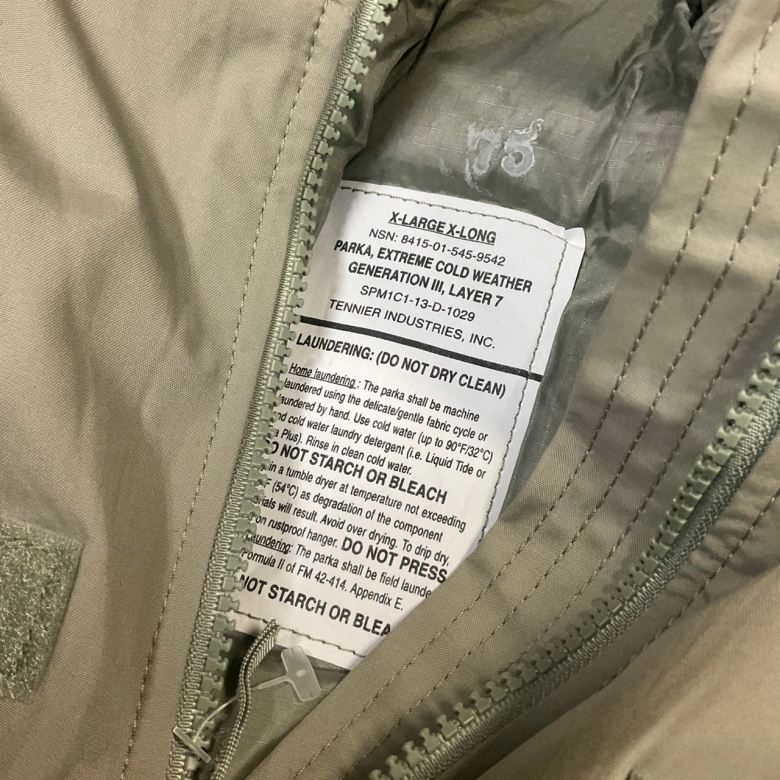 75
X-LARGE X-LONG
NSN: 8415-01-545-9542
PARKA, EXTREME COLD WEATHER
GENERATION III, LAYER 7
SPM1C1-13-D-1029
TENNIER INDUSTRIES, INC.
LAUNDERING: (DO NOT DRY CLEAN)
Home laundering : The parka shall be machine
laundered using the delicate/gentle fabric cycle or
laundered by hand. Use cold water (up to 90°F/32°C)
cold water laundry detergent (i.e. Liquid Tide or
Plus). Rinse in clean cold water.
DO NOT STARCH OR BLEACH
in a tumble dryer at temperature not exceeding
°F (54°C) as degradation of the component
will result. Avoid over drying. To drip dry,
on rustproof hanger. DO NOT PRESS
laundering: The parka shall be field
Formula II of FM 42-414. Appendix E.
NOT STARCH OR